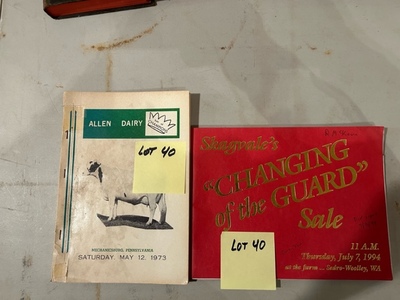 ALLEN DAIRY
LOT 40
MECHANICSBURG, PENNSYLVANIA
SATURDAY, MAY 12, 1973
Skagvale's
"CHANGING
of the GUARD"
Sale
11 A.M.
Thursday, July 7, 1994
at the farm ... Sedro-Woolley, WA
LOT 40